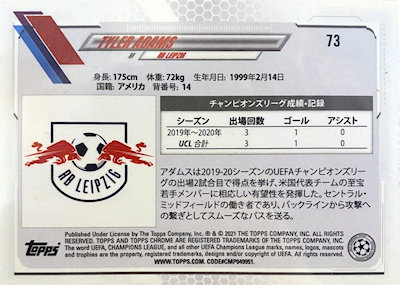 TYLER ADAMS
M RB LEIPZIG
73
身長: 175cm 体重: 72kg 生年月日: 1999年2月14日
国籍: アメリカ 背番号: 14
チャンピオンズリーグ成績・記録
シーズン 出場回数 ゴール アシスト
2019年〜2020年 3 1 0
UCL 合計 3 1 0
RB LEIPZIG
アダムスは2019-20シーズンのUEFAチャンピオンズリーグ
の出場2試合目で得点を挙げ、米国代表チームの至宝
若手メンバーに相応しい有望性を発揮した。セントラル・
ミッドフィールドの働き者であり、バックラインから攻撃へ
の繋ぎとしてスムーズなパスを送る。
Topps
Published Under License by The Topps Company, Inc. ® & © 2021 THE TOPPS COMPANY, INC. ALL RIGHTS
RESERVED. TOPPS AND TOPPS CHROME ARE REGISTERED TRADEMARKS OF THE TOPPS COMPANY, INC.
The word UEFA, CHAMPIONS LEAGUE, and all other UEFA Champions League marks, names, logos, mascots
and trophies are the property, registered trademarks and/or copyright of UEFA. All rights reserved.
WWW.TOPPS.COM. CODE#CMP049951.
CHAMPIONS LEAGUE